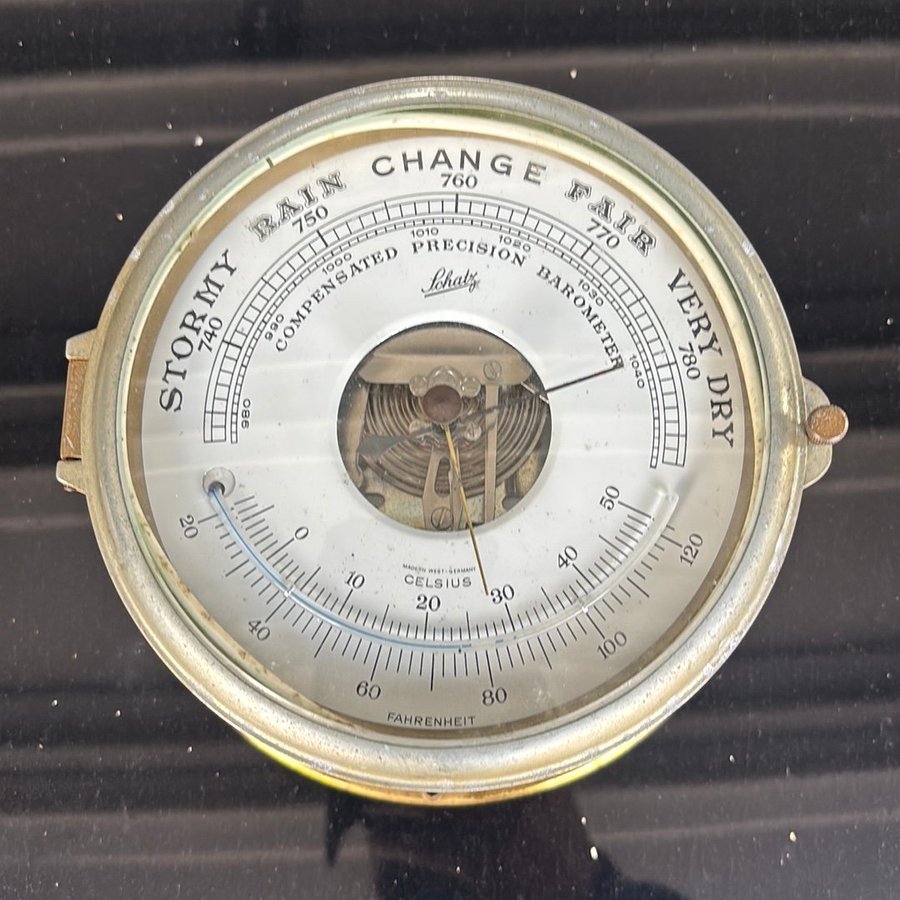 STORMY RAIN CHANGE FAIR VERY DRY
740 750 760 770 780
980 990 1000 1010 1020 1030 1040
COMPENSATED PRECISION BAROMETER
Schatz
0 10 20 30 40 50
MADE IN WEST-GERMANY
CELSIUS
20 40 60 80 100 120
FAHRENHEIT